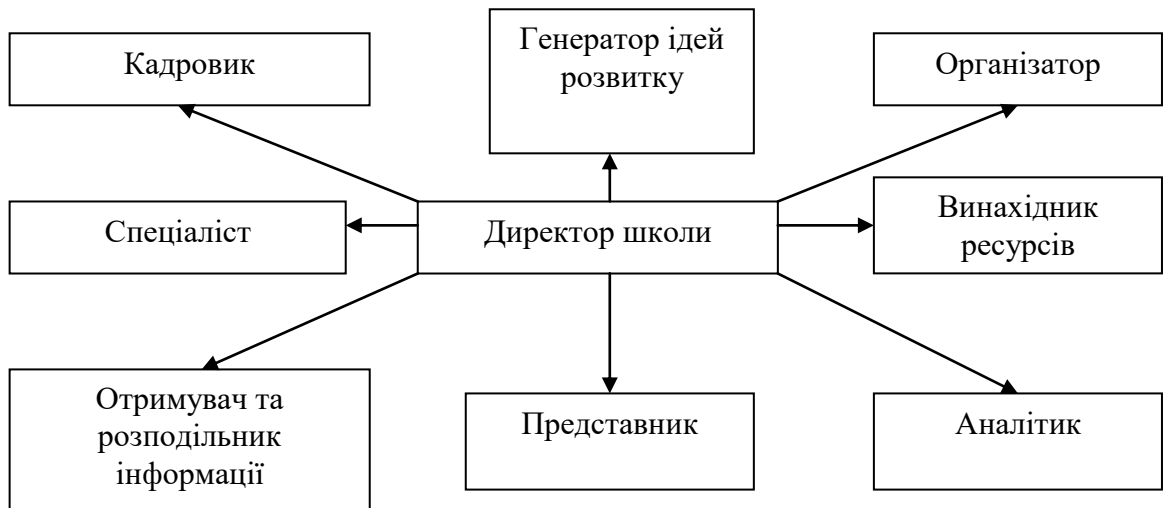 Кадровик
Генератор ідей
розвитку
Організатор
Спеціаліст
Директор школи
Винахідник
ресурсів
Отримувач та
розподільник
інформації
Представник
Аналітик